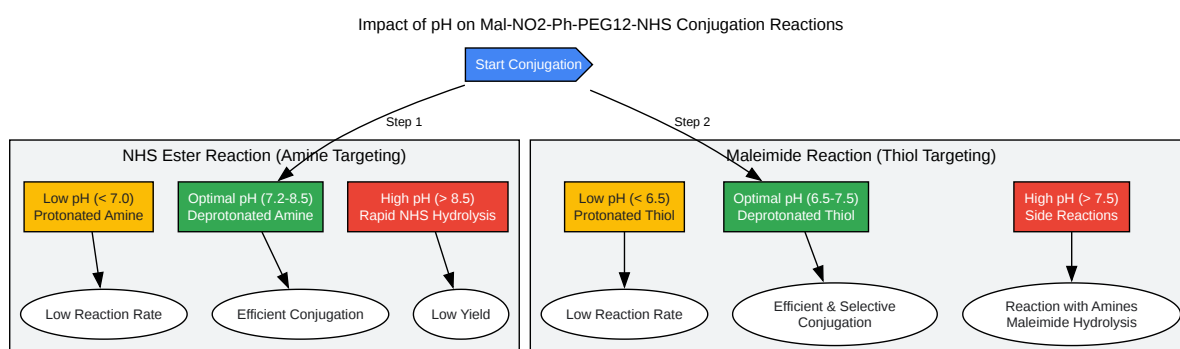 Impact of pH on Mal-NO2-Ph-PEG12-NHS Conjugation Reactions
Start Conjugation
Step 1
Step 2
NHS Ester Reaction (Amine Targeting)
Low pH (< 7.0)
Protonated Amine
Optimal pH (7.2-8.5)
Deprotonated Amine
High pH (> 8.5)
Rapid NHS Hydrolysis
Low Reaction Rate
Efficient Conjugation
Low Yield
Maleimide Reaction (Thiol Targeting)
Low pH (< 6.5)
Protonated Thiol
Optimal pH (6.5-7.5)
Deprotonated Thiol
High pH (> 7.5)
Side Reactions
Low Reaction Rate
Efficient & Selective
Conjugation
Reaction with Amines
Maleimide Hydrolysis